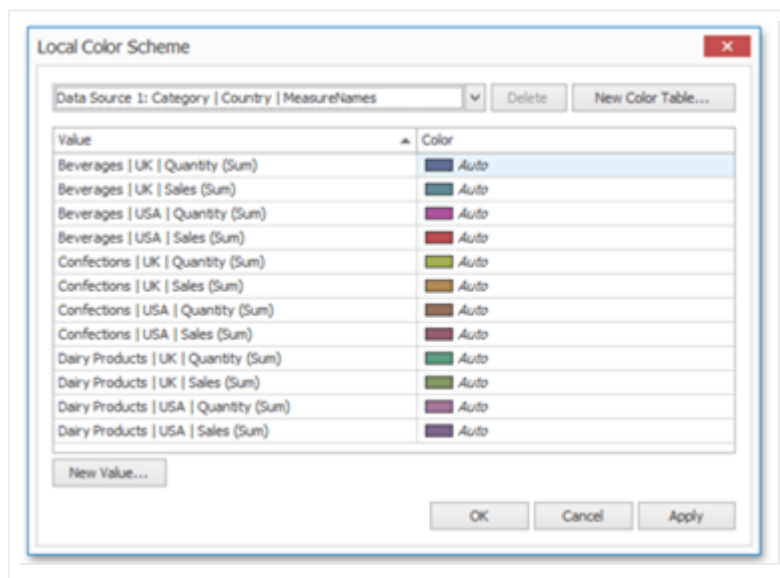 Local Color Scheme
Data Source 1: Category | Country | MeasureNames Delete New Color Table...
Value Color
Beverages | UK | Quantity (Sum) Auto
Beverages | UK | Sales (Sum) Auto
Beverages | USA | Quantity (Sum) Auto
Beverages | USA | Sales (Sum) Auto
Confections | UK | Quantity (Sum) Auto
Confections | UK | Sales (Sum) Auto
Confections | USA | Quantity (Sum) Auto
Confections | USA | Sales (Sum) Auto
Dairy Products | UK | Quantity (Sum) Auto
Dairy Products | UK | Sales (Sum) Auto
Dairy Products | USA | Quantity (Sum) Auto
Dairy Products | USA | Sales (Sum) Auto
New Value...
OK Cancel Apply